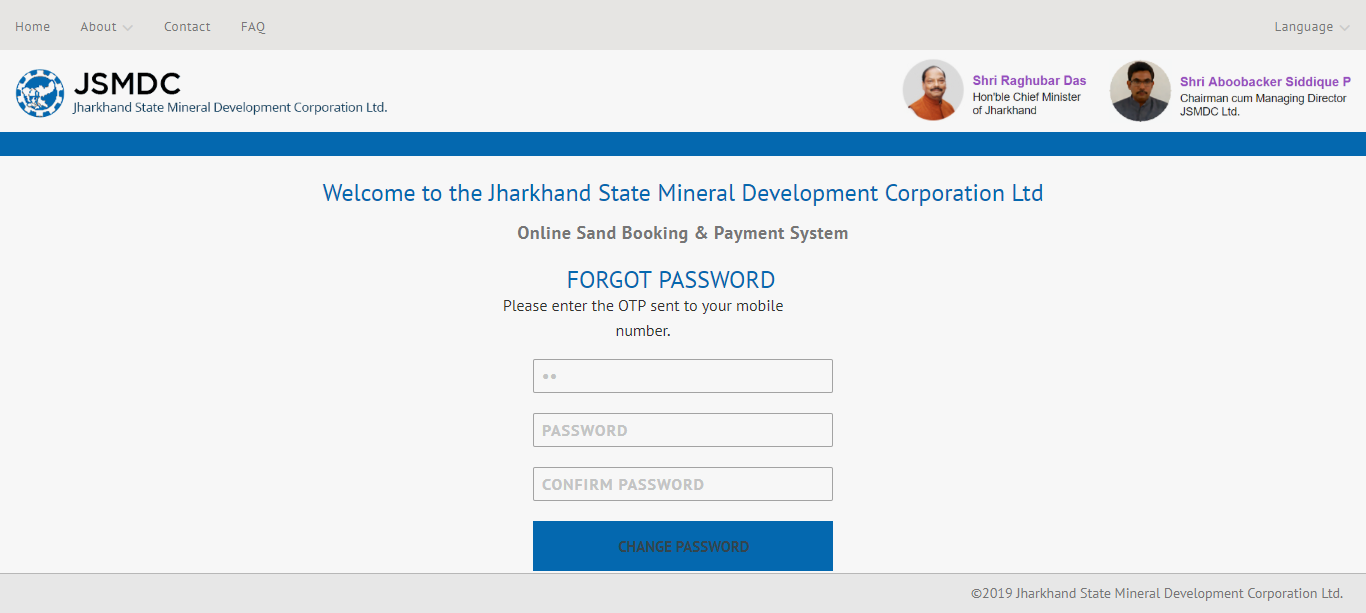 Home About Contact FAQ Language
JSMDC
Jharkhand State Mineral Development Corporation Ltd.
Shri Raghubar Das
Hon'ble Chief Minister
of Jharkhand
Shri Aboobacker Siddique P
Chairman cum Managing Director
JSMDC Ltd.
Welcome to the Jharkhand State Mineral Development Corporation Ltd
Online Sand Booking & Payment System
FORGOT PASSWORD
Please enter the OTP sent to your mobile
number.
••
PASSWORD
CONFIRM PASSWORD
CHANGE PASSWORD
©2019 Jharkhand State Mineral Development Corporation Ltd.